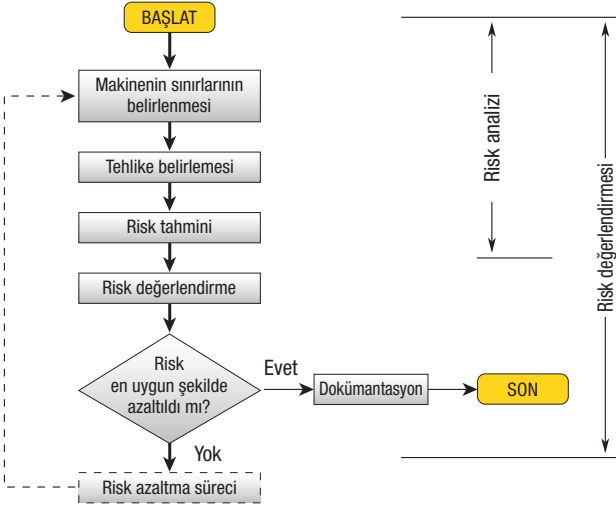 BAŞLAT
Makinenin sınırlarının
belirlenmesi
Tehlike belirlemesi
Risk tahmini
Risk değerlendirme
Risk
en uygun şekilde
azaltıldı mı?
Evet
Dokümantasyon
SON
Yok
Risk azaltma süreci
Risk analizi
Risk değerlendirmesi